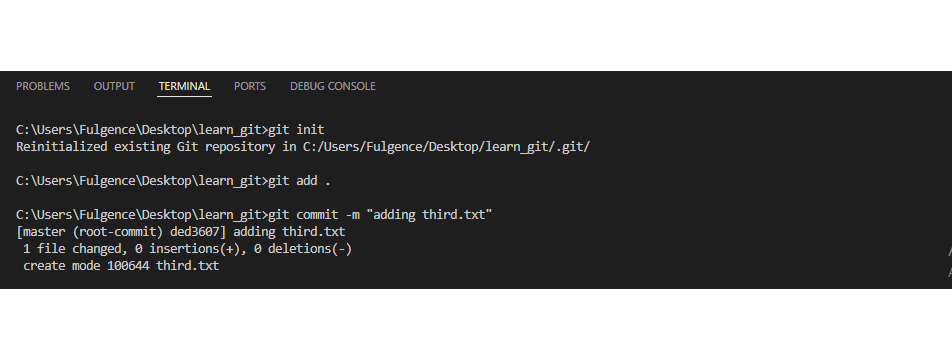 PROBLEMS OUTPUT TERMINAL PORTS DEBUG CONSOLE
C:\Users\Fulgence\Desktop\learn_git>git init
Reinitialized existing Git repository in C:/Users/Fulgence/Desktop/learn_git/.git/
C:\Users\Fulgence\Desktop\learn_git>git add .
C:\Users\Fulgence\Desktop\learn_git>git commit -m "adding third.txt"
[master (root-commit) ded3607] adding third.txt
1 file changed, 0 insertions(+), 0 deletions(-)
create mode 100644 third.txt